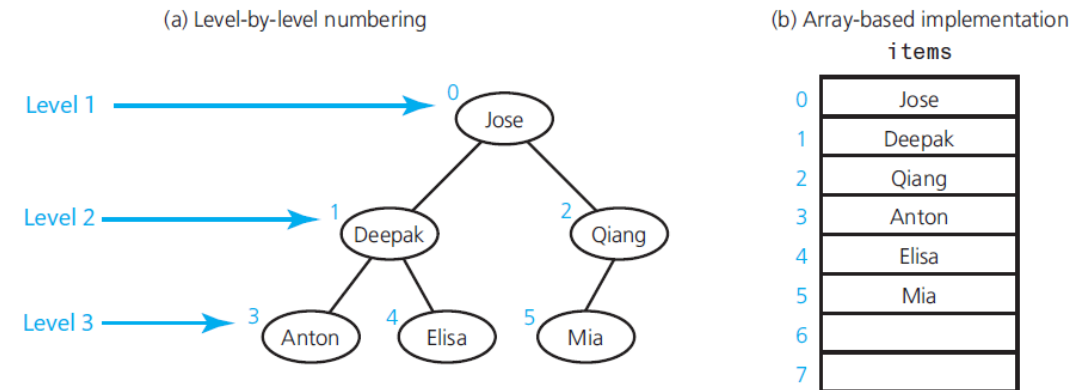 (a) Level-by-level numbering
Level 1
0
Jose
Level 2
1
Deepak
2
Qiang
Level 3
3
Anton
4
Elisa
5
Mia
(b) Array-based implementation
items
0 Jose
1 Deepak
2 Qiang
3 Anton
4 Elisa
5 Mia
6
7